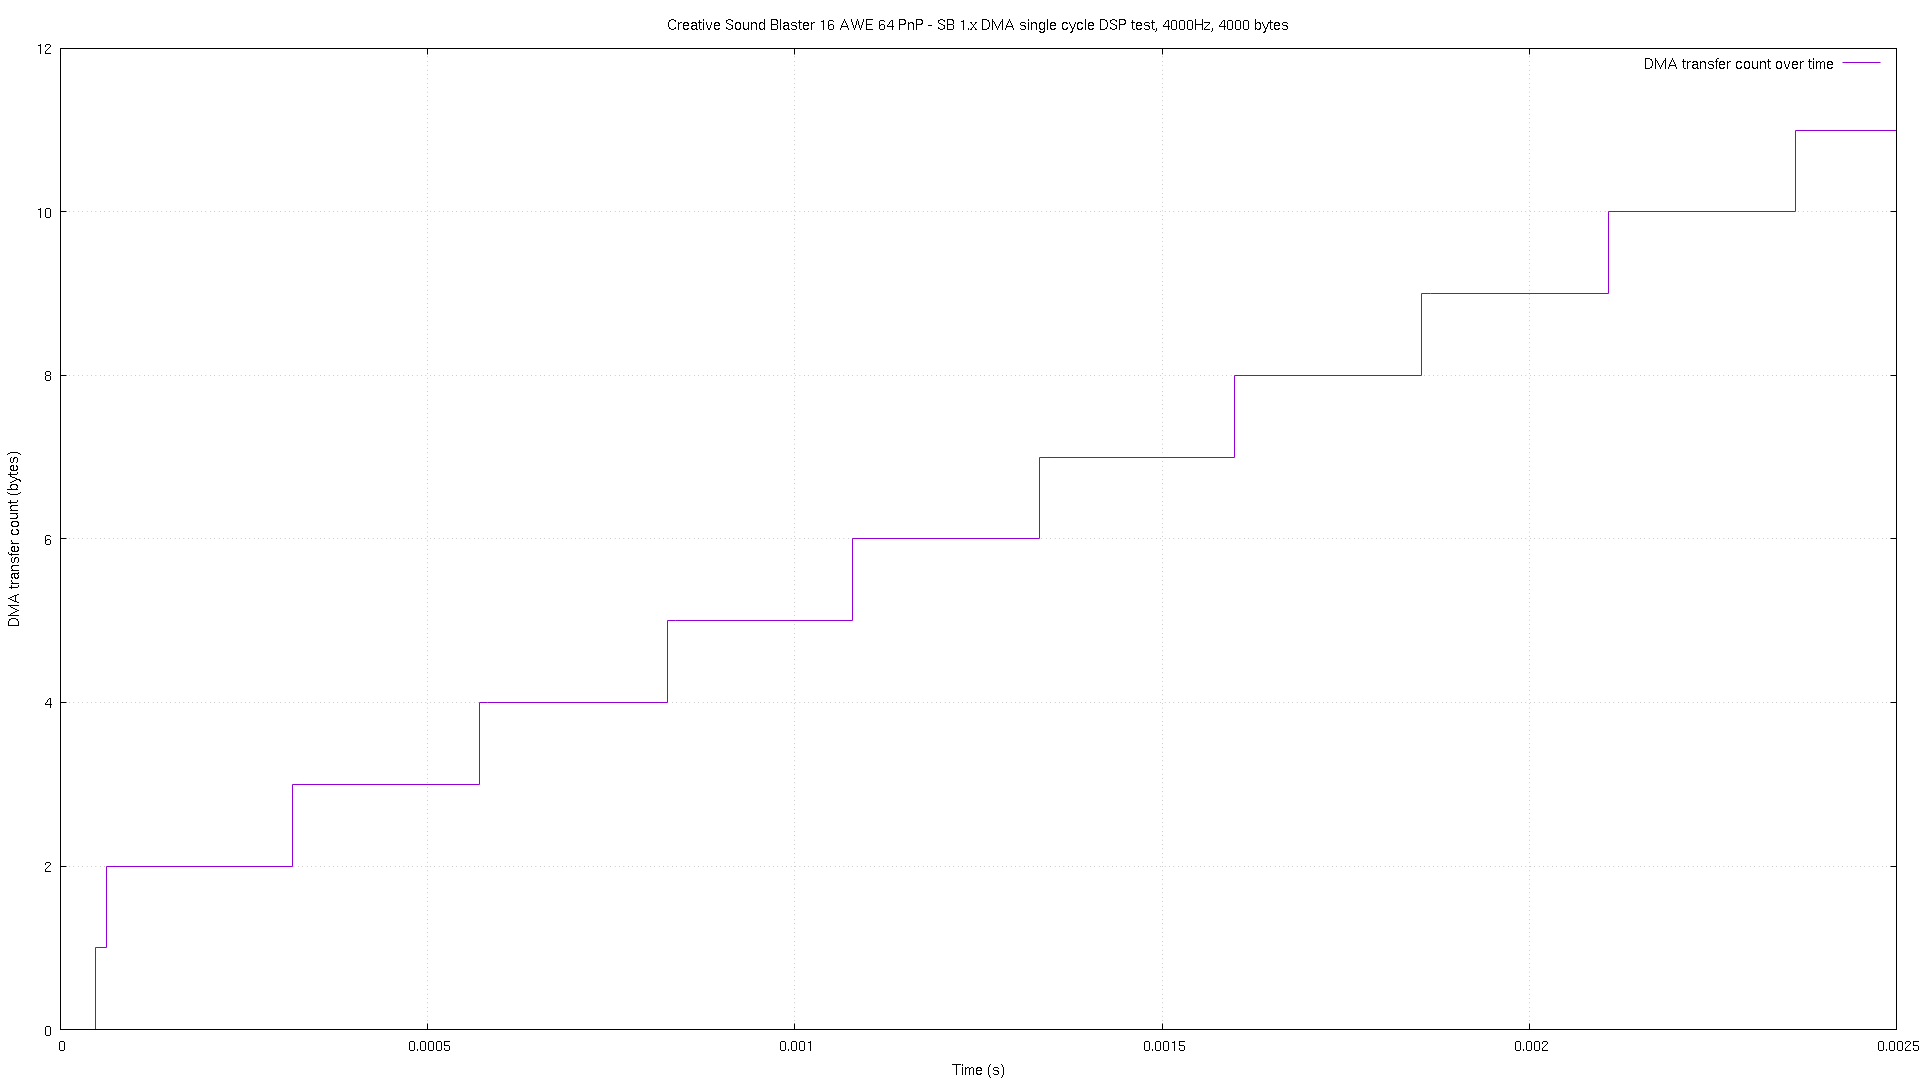 Creative Sound Blaster 16 AWE 64 PnP - SB 1.x DMA single cycle DSP test, 4000Hz, 4000 bytes
DMA transfer count over time
12
10
8
6
4
2
0
DMA transfer count (bytes)
0 0.0005 0.001 0.0015 0.002 0.0025
Time (s)